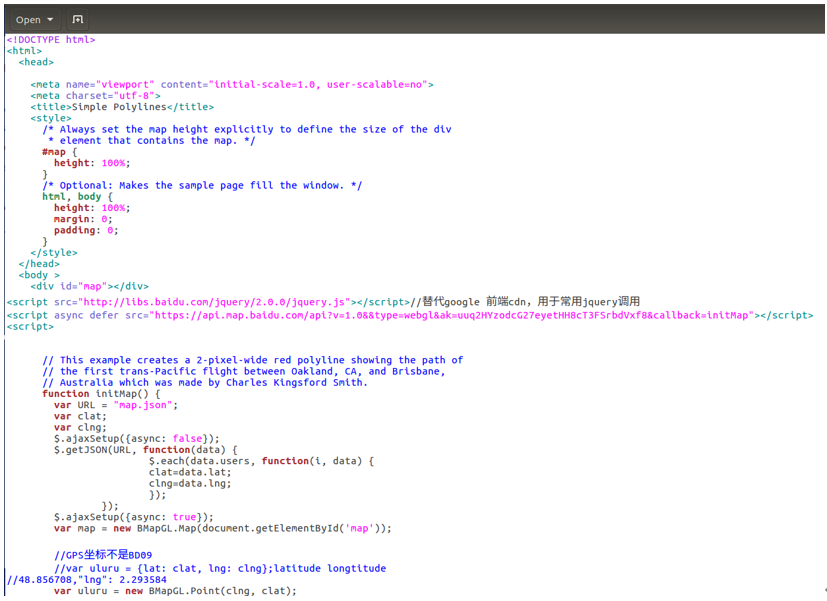 Open
<!DOCTYPE html>
<html>
<head>
<meta name="viewport" content="initial-scale=1.0, user-scalable=no">
<meta charset="utf-8">
<title>Simple Polylines</title>
<style>
/* Always set the map height explicitly to define the size of the div
* element that contains the map. */
#map {
height: 100%;
}
/* Optional: Makes the sample page fill the window. */
html, body {
height: 100%;
margin: 0;
padding: 0;
}
</style>
</head>
<body >
<div id="map"></div>
<script src="http://libs.baidu.com/jquery/2.0.0/jquery.js"></script>//替代google 前端cdn，用于常用jquery调用
<script async defer src="https://api.map.baidu.com/api?v=1.0&&type=webgl&ak=uuq2HYzodcG27eyetHH8cT3FSrbdVxf8&callback=initMap"></script>
<script>
// This example creates a 2-pixel-wide red polyline showing the path of
// the first trans-Pacific flight between Oakland, CA, and Brisbane,
// Australia which was made by Charles Kingsford Smith.
function initMap() {
var URL = "map.json";
var clat;
var clng;
$.ajaxSetup({async: false});
$.getJSON(URL, function(data) {
$.each(data.users, function(i, data) {
clat=data.lat;
clng=data.lng;
});
});
$.ajaxSetup({async: true});
var map = new BMapGL.Map(document.getElementById('map'));
//GPS坐标不是BD09
//var uluru = {lat: clat, lng: clng};latitude longtitude
//48.856708,"lng": 2.293584
var uluru = new BMapGL.Point(clng, clat);